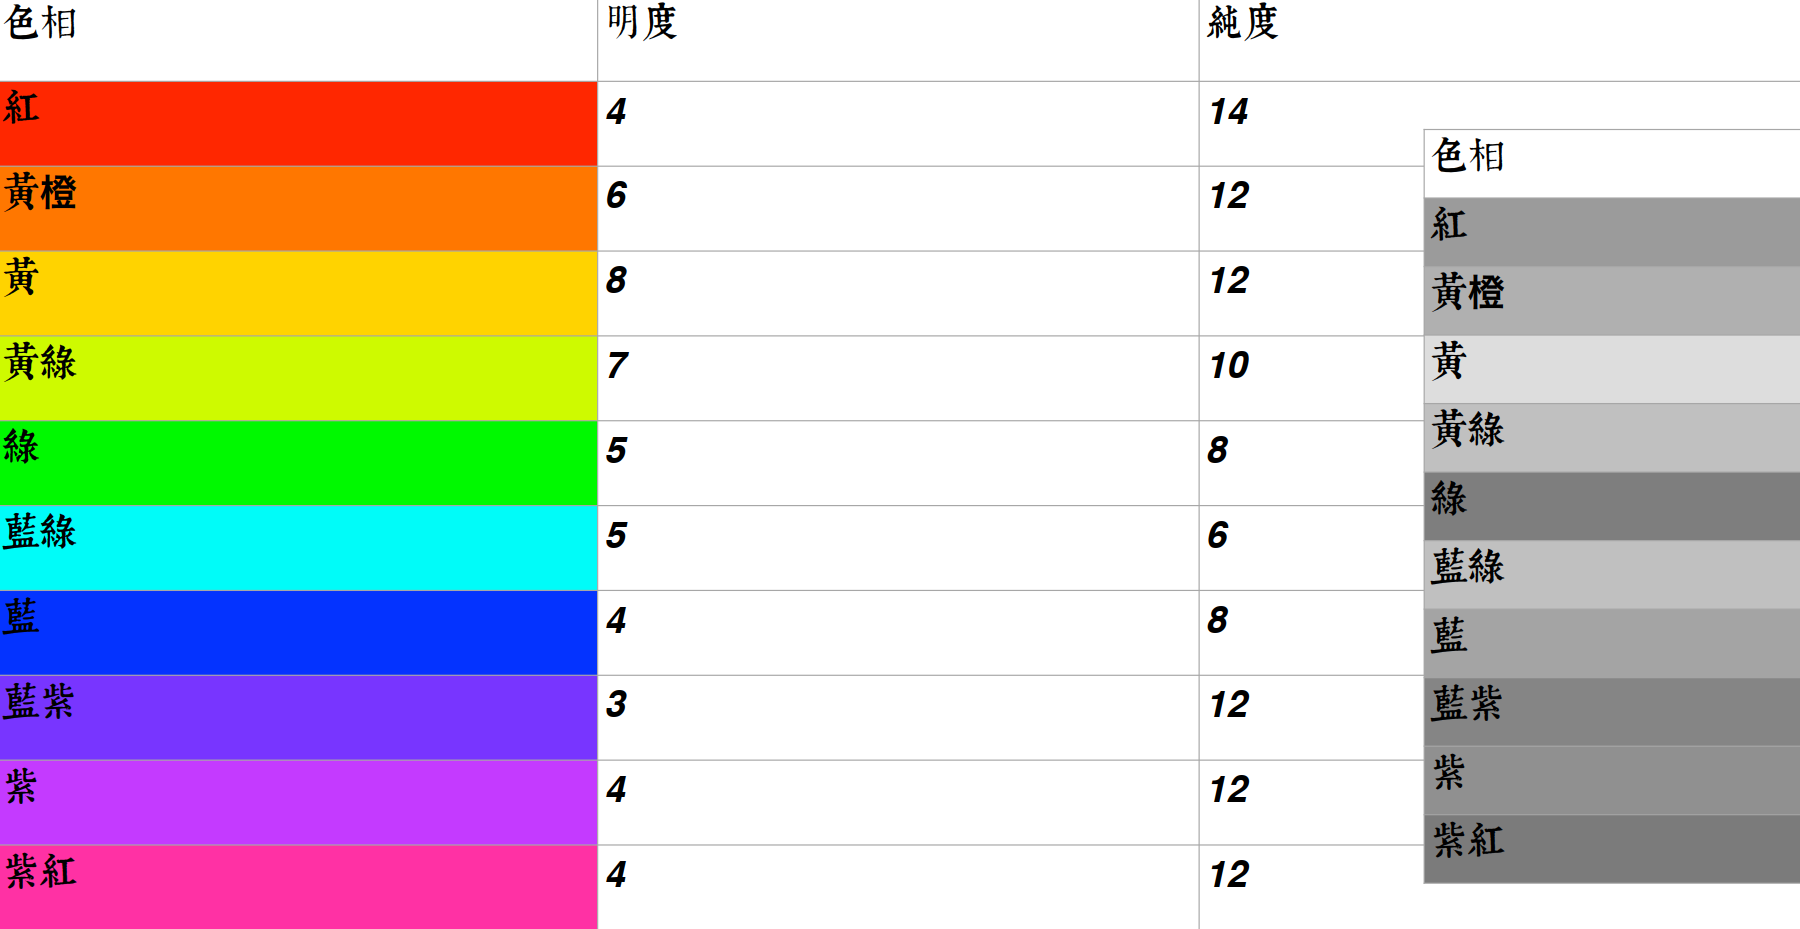 色相 明度 純度
紅 4 14
黃橙 6 12
黃 8 12
黃綠 7 10
綠 5 8
藍綠 5 6
藍 4 8
藍紫 3 12
紫 4 12
紫紅 4 12
色相
紅
黃橙
黃
黃綠
綠
藍綠
藍
藍紫
紫
紫紅